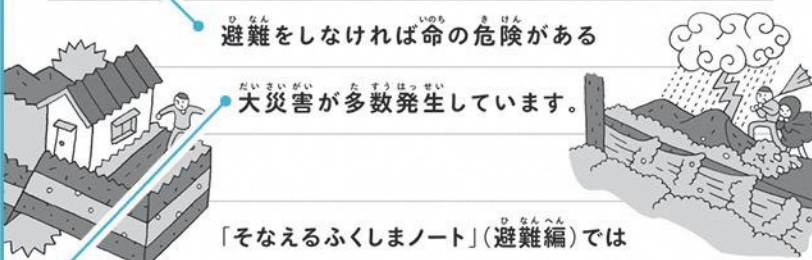 避難をしなければ命の危険がある
大災害が多数発生しています。
「そなえるふくしまノート」（避難編）では